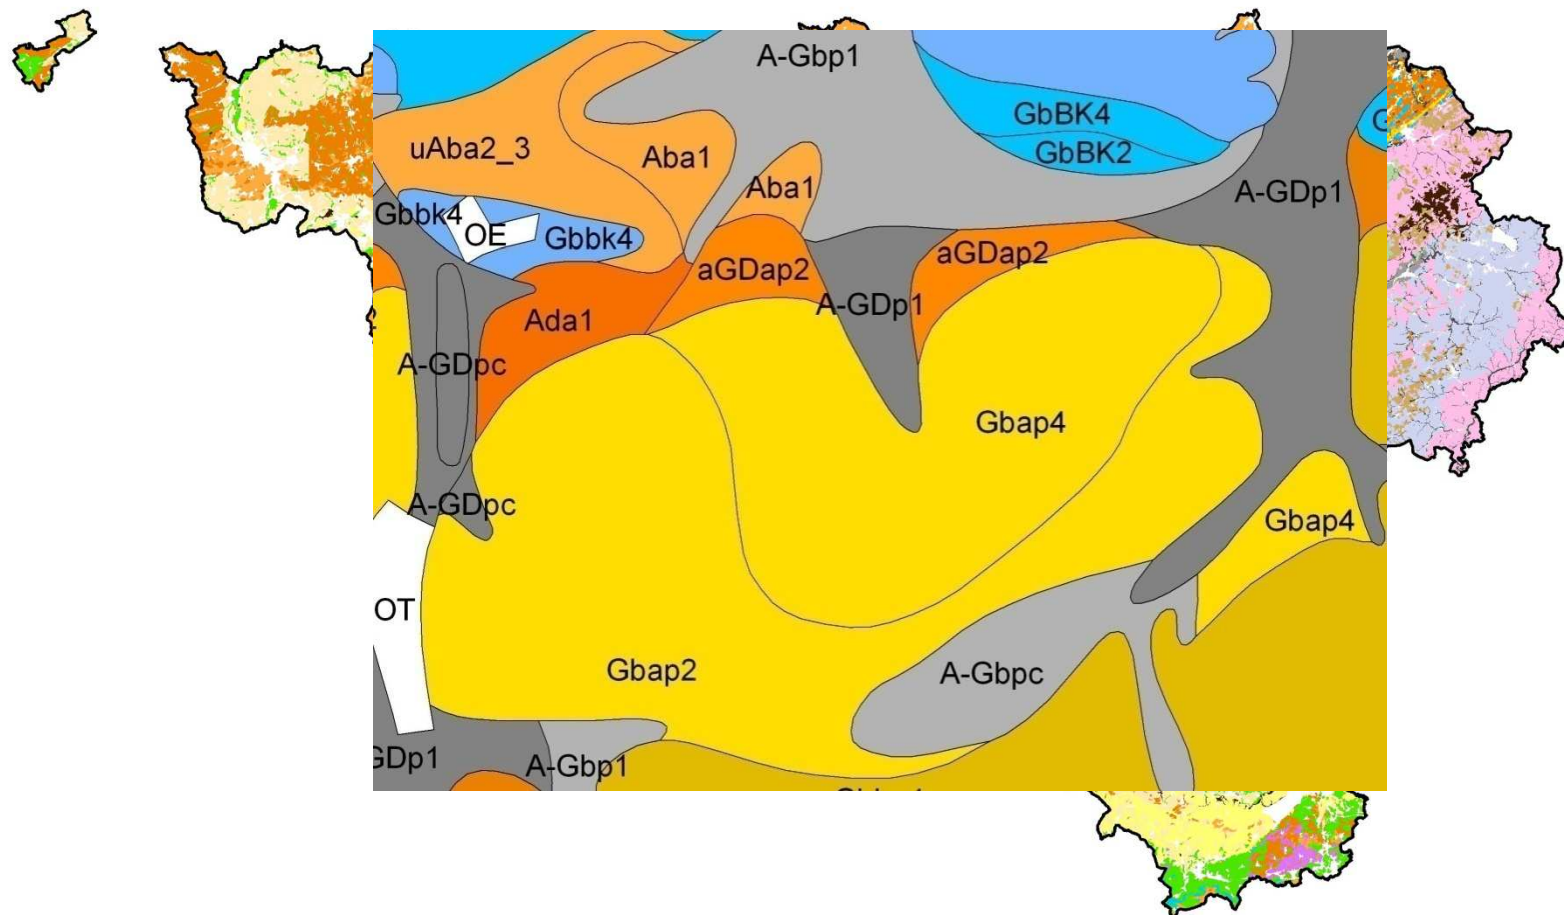 A-Gbp1
GbBK4
GbBK2
uAba2_3
Aba1
Aba1
A-GDp1
Gbbk4
OE
Gbbk4
aGDap2
aGDap2
A-GDp1
Ada1
A-GDpc
Gbap4
A-GDpc
Gbap4
OT
Gbap2
A-Gbpc
GDp1
A-Gbp1